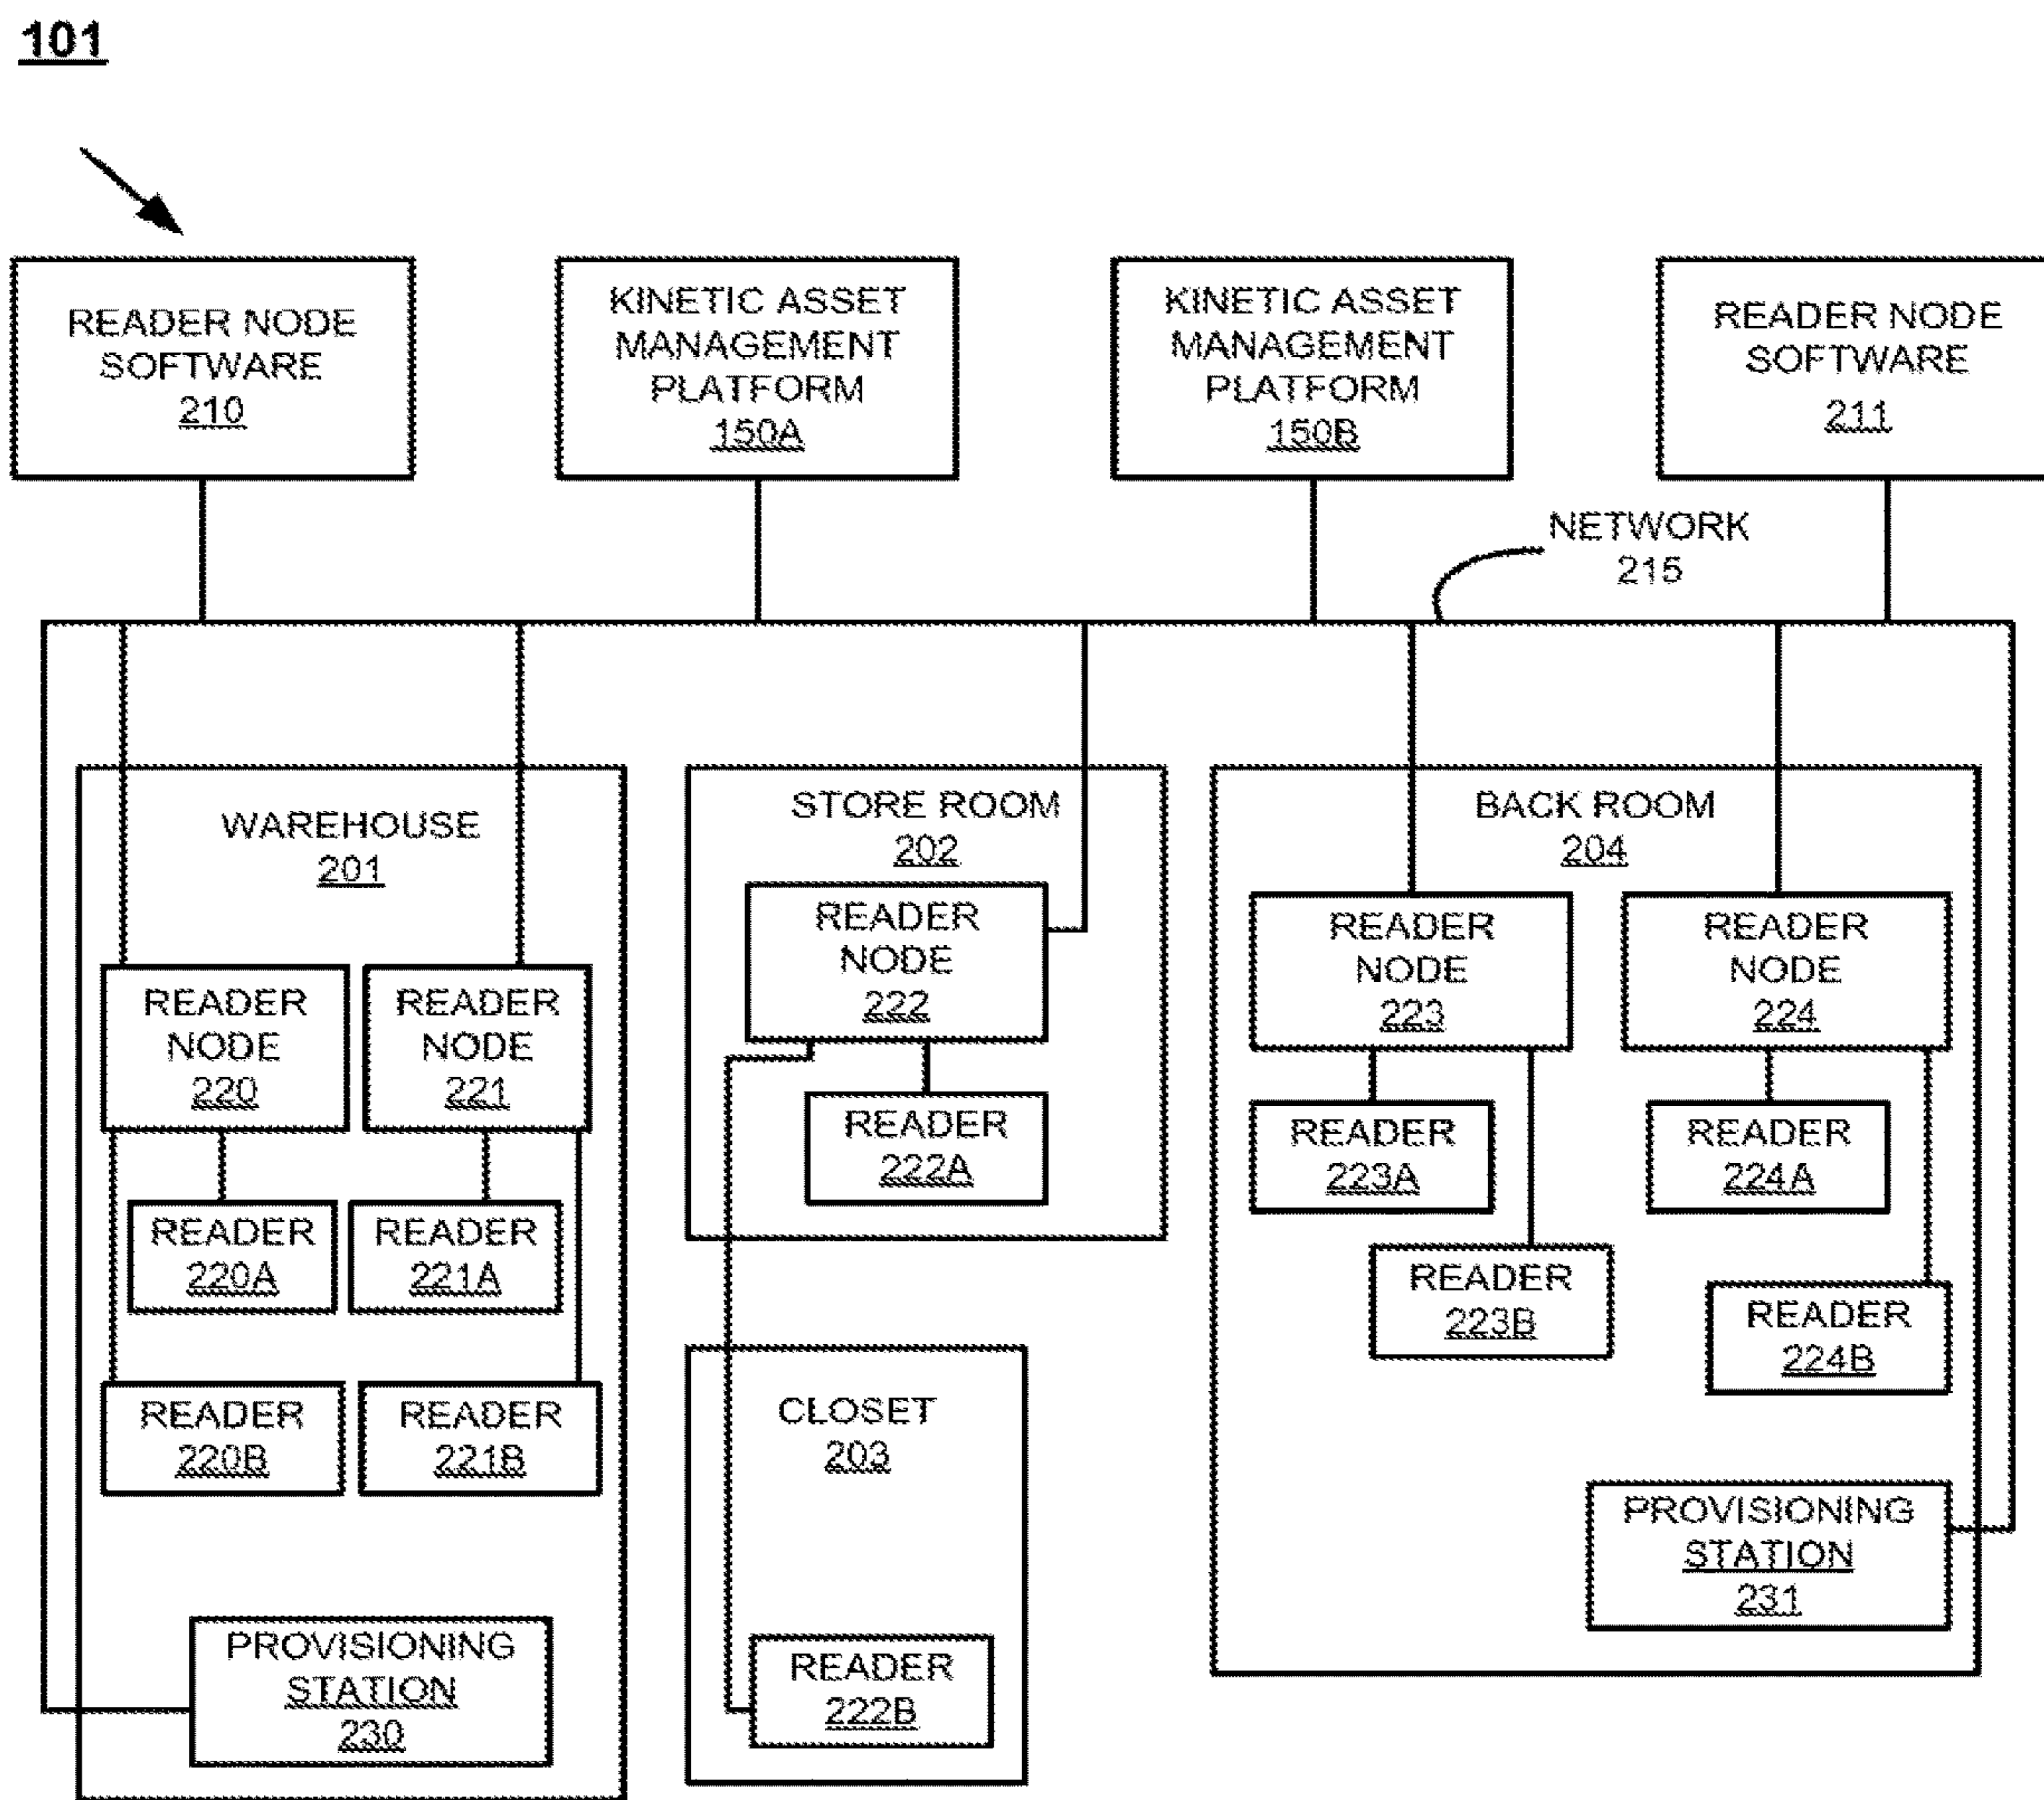 101
READER NODE
SOFTWARE
210
KINETIC ASSET
MANAGEMENT
PLATFORM
150A
KINETIC ASSET
MANAGEMENT
PLATFORM
150B
READER NODE
SOFTWARE
211
NETWORK
215
WAREHOUSE
201
READER
NODE
220
READER
NODE
221
READER
220A
READER
221A
READER
220B
READER
221B
PROVISIONING
STATION
230
STORE ROOM
202
READER
NODE
222
READER
222A
CLOSET
203
READER
222B
BACK ROOM
204
READER
NODE
223
READER
NODE
224
READER
223A
READER
224A
READER
223B
READER
224B
PROVISIONING
STATION
231